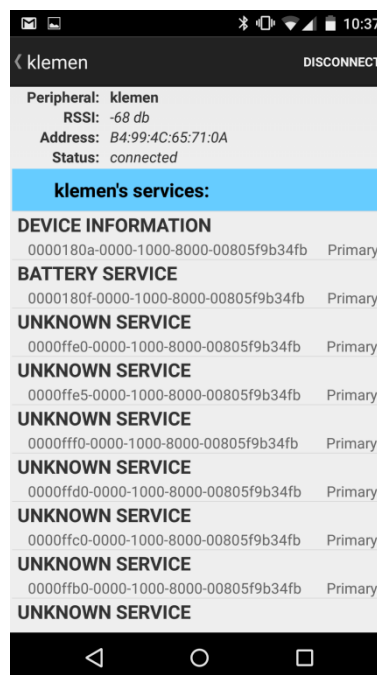 10:37
klemen
DISCONNECT
Peripheral: klemen
RSSI: -68 db
Address: B4:99:4C:65:71:0A
Status: connected
klemen's services:
DEVICE INFORMATION
0000180a-0000-1000-8000-00805f9b34fb Primary
BATTERY SERVICE
0000180f-0000-1000-8000-00805f9b34fb Primary
UNKNOWN SERVICE
0000ffe0-0000-1000-8000-00805f9b34fb Primary
UNKNOWN SERVICE
0000ffe5-0000-1000-8000-00805f9b34fb Primary
UNKNOWN SERVICE
0000fff0-0000-1000-8000-00805f9b34fb Primary
UNKNOWN SERVICE
0000ffd0-0000-1000-8000-00805f9b34fb Primary
UNKNOWN SERVICE
0000ffc0-0000-1000-8000-00805f9b34fb Primary
UNKNOWN SERVICE
0000ffb0-0000-1000-8000-00805f9b34fb Primary
UNKNOWN SERVICE